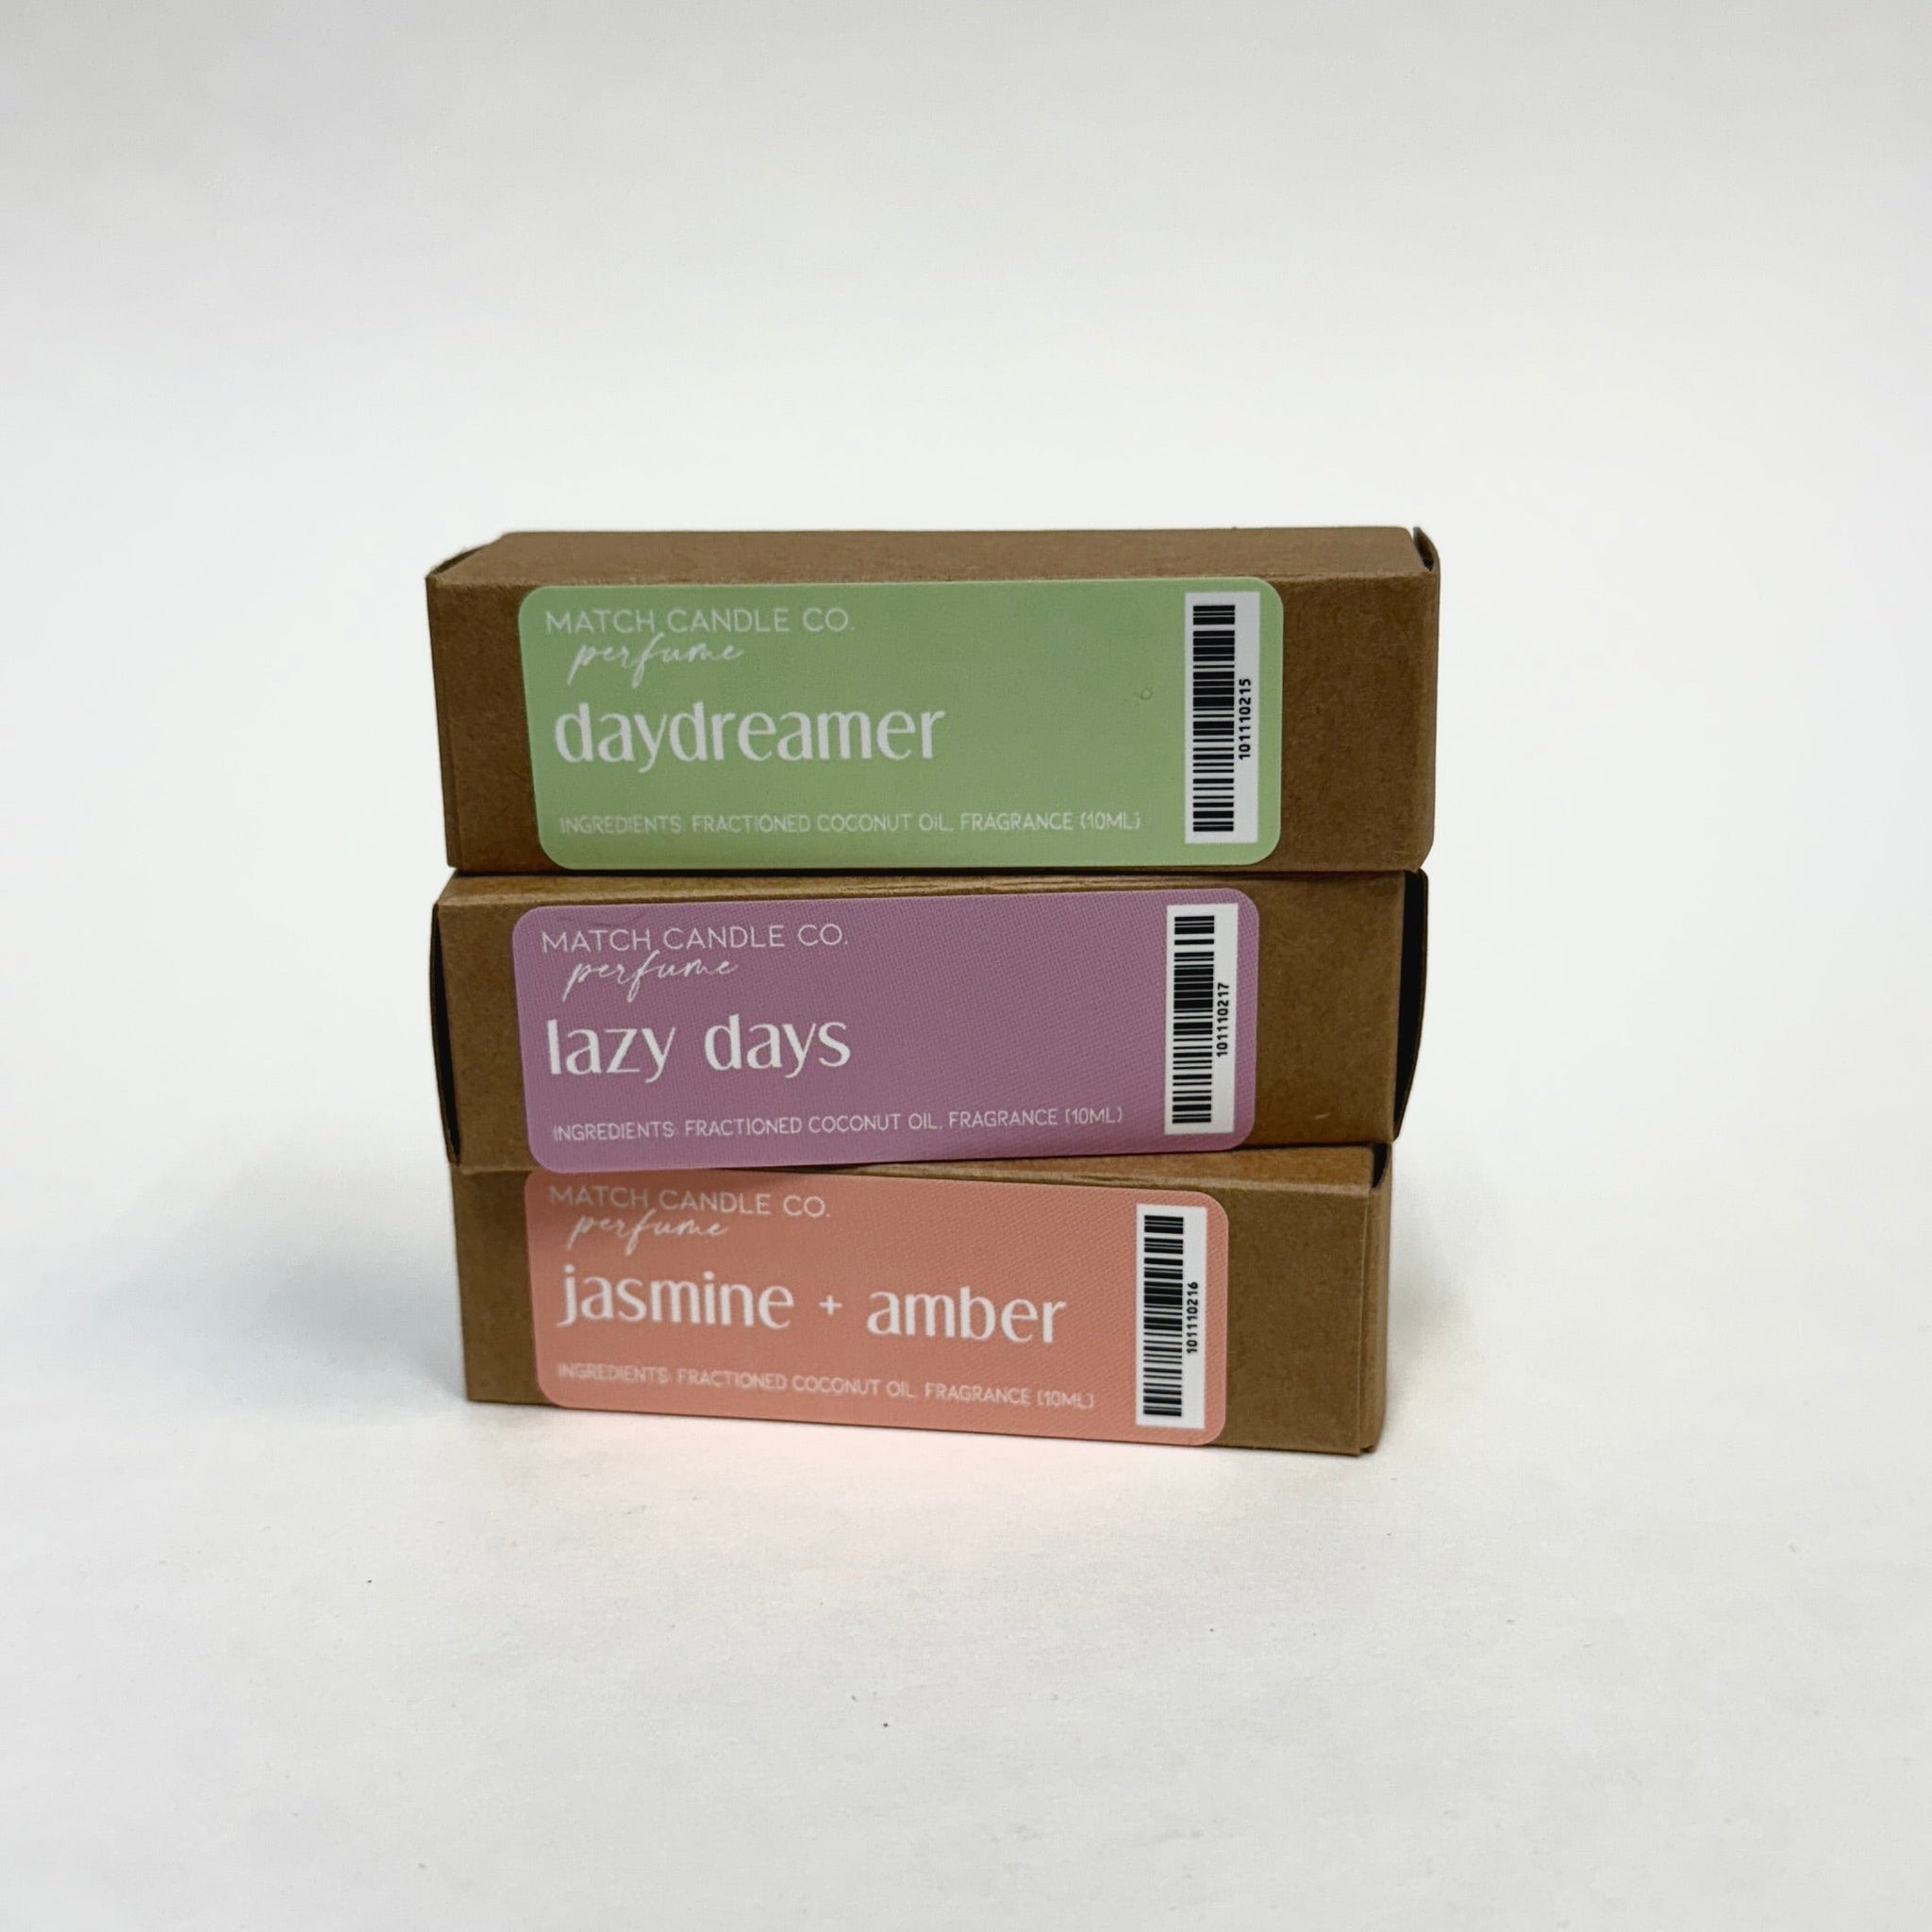 MATCH CANDLE CO.
perfume
daydreamer
INGREDIENTS: FRACTIONED COCONUT OIL, FRAGRANCE (10ML)
101110215
MATCH CANDLE CO.
perfume
lazy days
INGREDIENTS: FRACTIONED COCONUT OIL, FRAGRANCE (10ML)
101110217
MATCH CANDLE CO.
perfume
jasmine + amber
INGREDIENTS: FRACTIONED COCONUT OIL, FRAGRANCE (10ML)
101110216